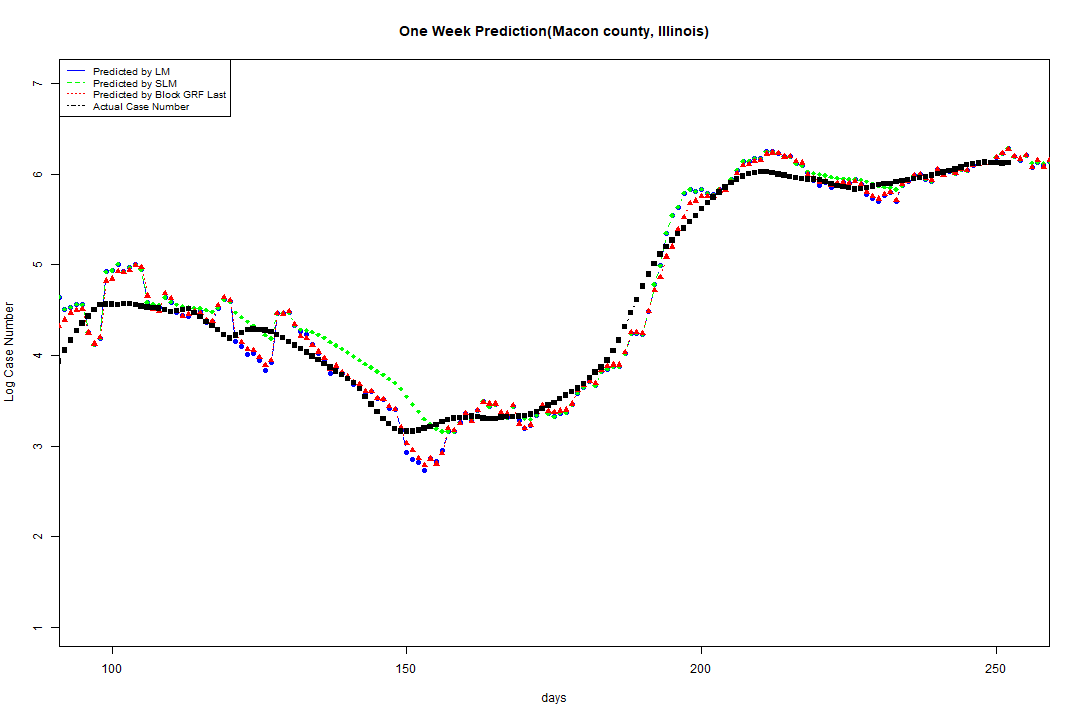 One Week Prediction(Macon county, Illinois)
Predicted by LM
Predicted by SLM
Predicted by Block GRF Last
Actual Case Number
7
6
5
4
3
2
1
Log Case Number
100 150 200 250
days